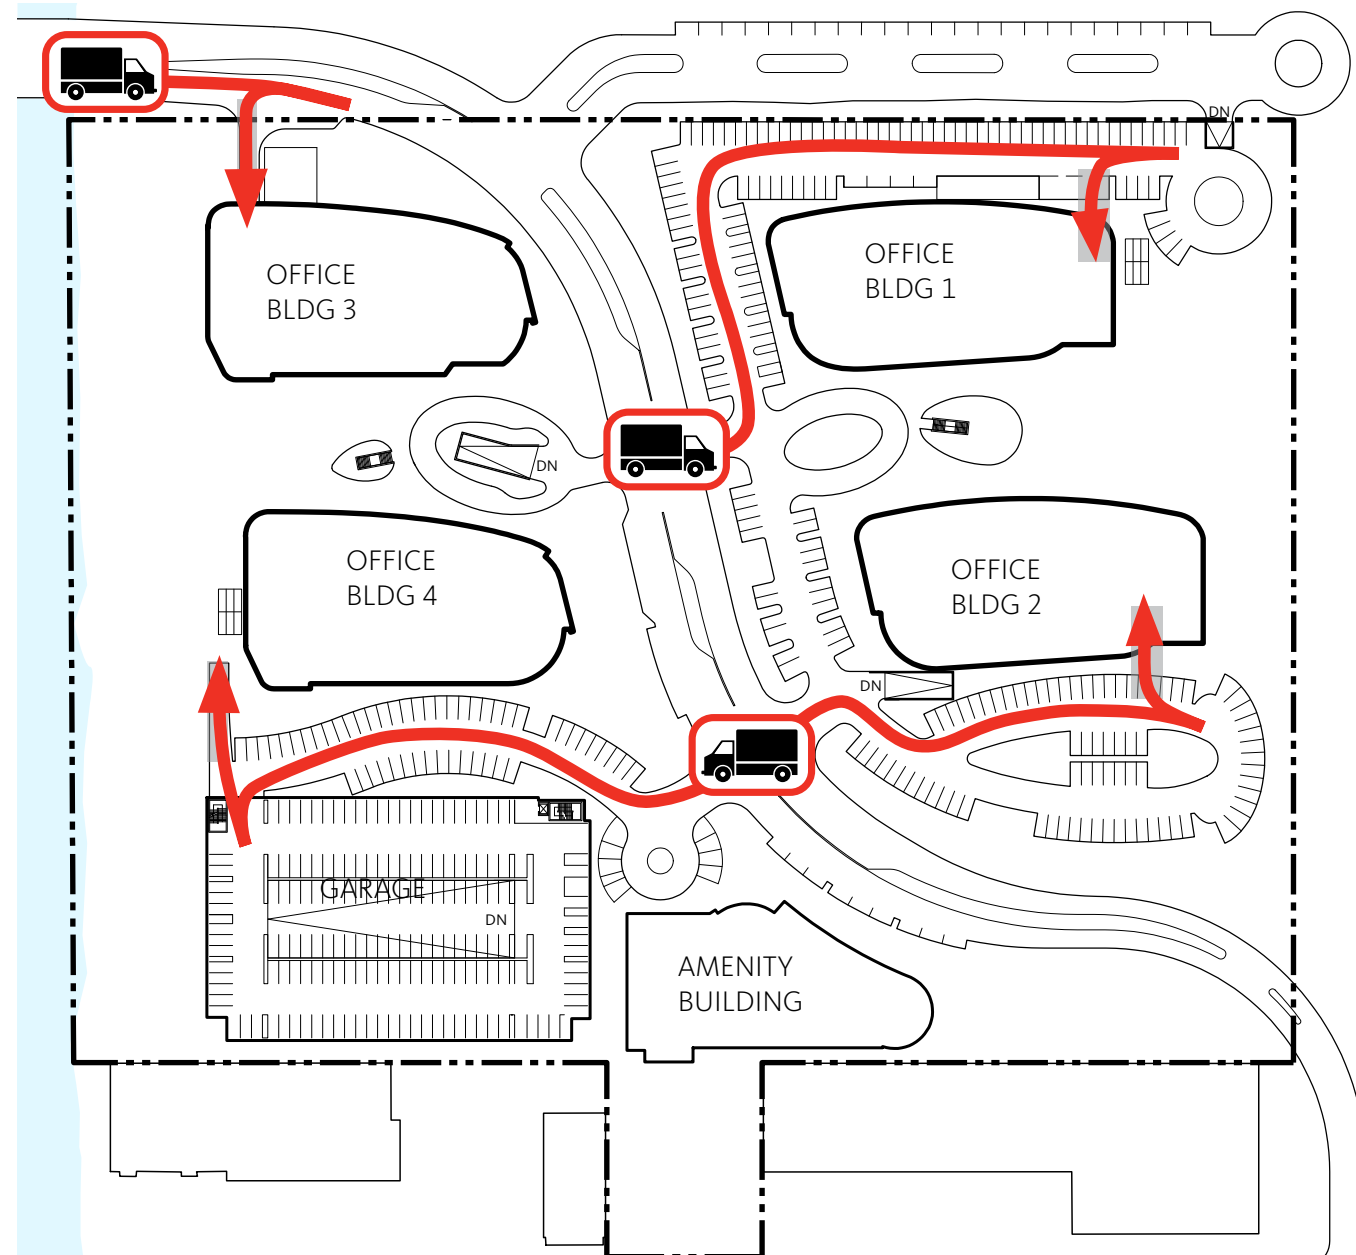 DN
OFFICE
BLDG 1
OFFICE
BLDG 3
DN
OFFICE
BLDG 4
OFFICE
BLDG 2
DN
GARAGE
DN
AMENITY
BUILDING